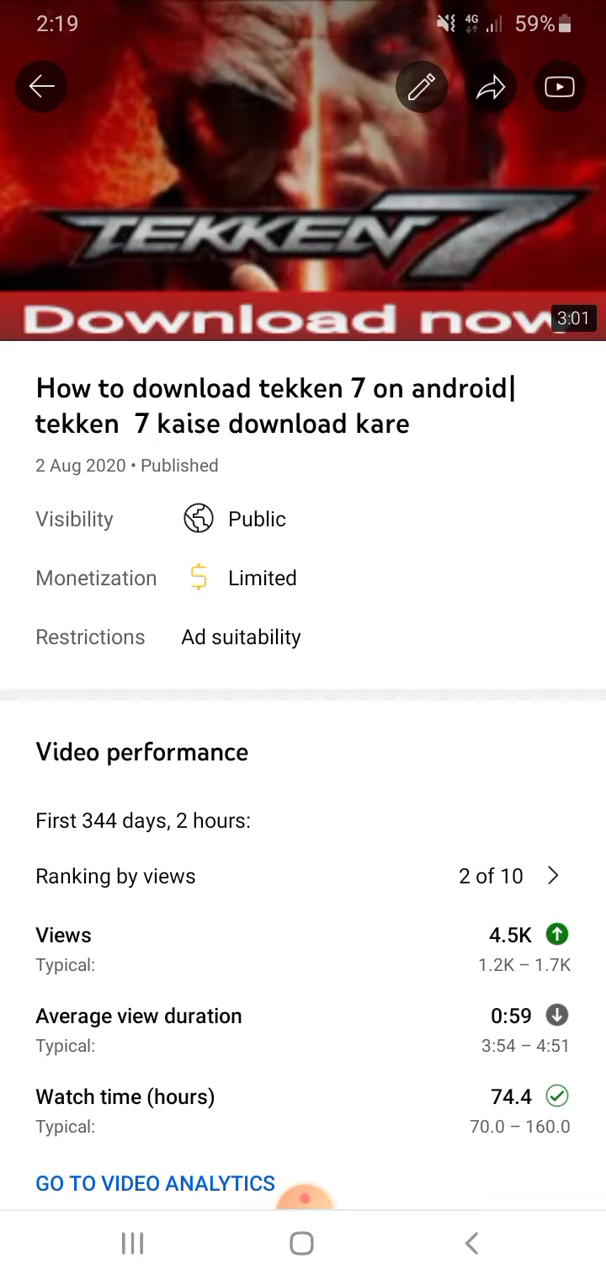 2:19 4G 59%
TEKKEN 7
Download now
3:01
How to download tekken 7 on android|
tekken  7 kaise download kare
2 Aug 2020 • Published
Visibility Public
Monetization $ Limited
Restrictions Ad suitability
Video performance
First 344 days, 2 hours:
Ranking by views 2 of 10 >
Views 4.5K
Typical: 1.2K – 1.7K
Average view duration 0:59
Typical: 3:54 – 4:51
Watch time (hours) 74.4
Typical: 70.0 – 160.0
GO TO VIDEO ANALYTICS